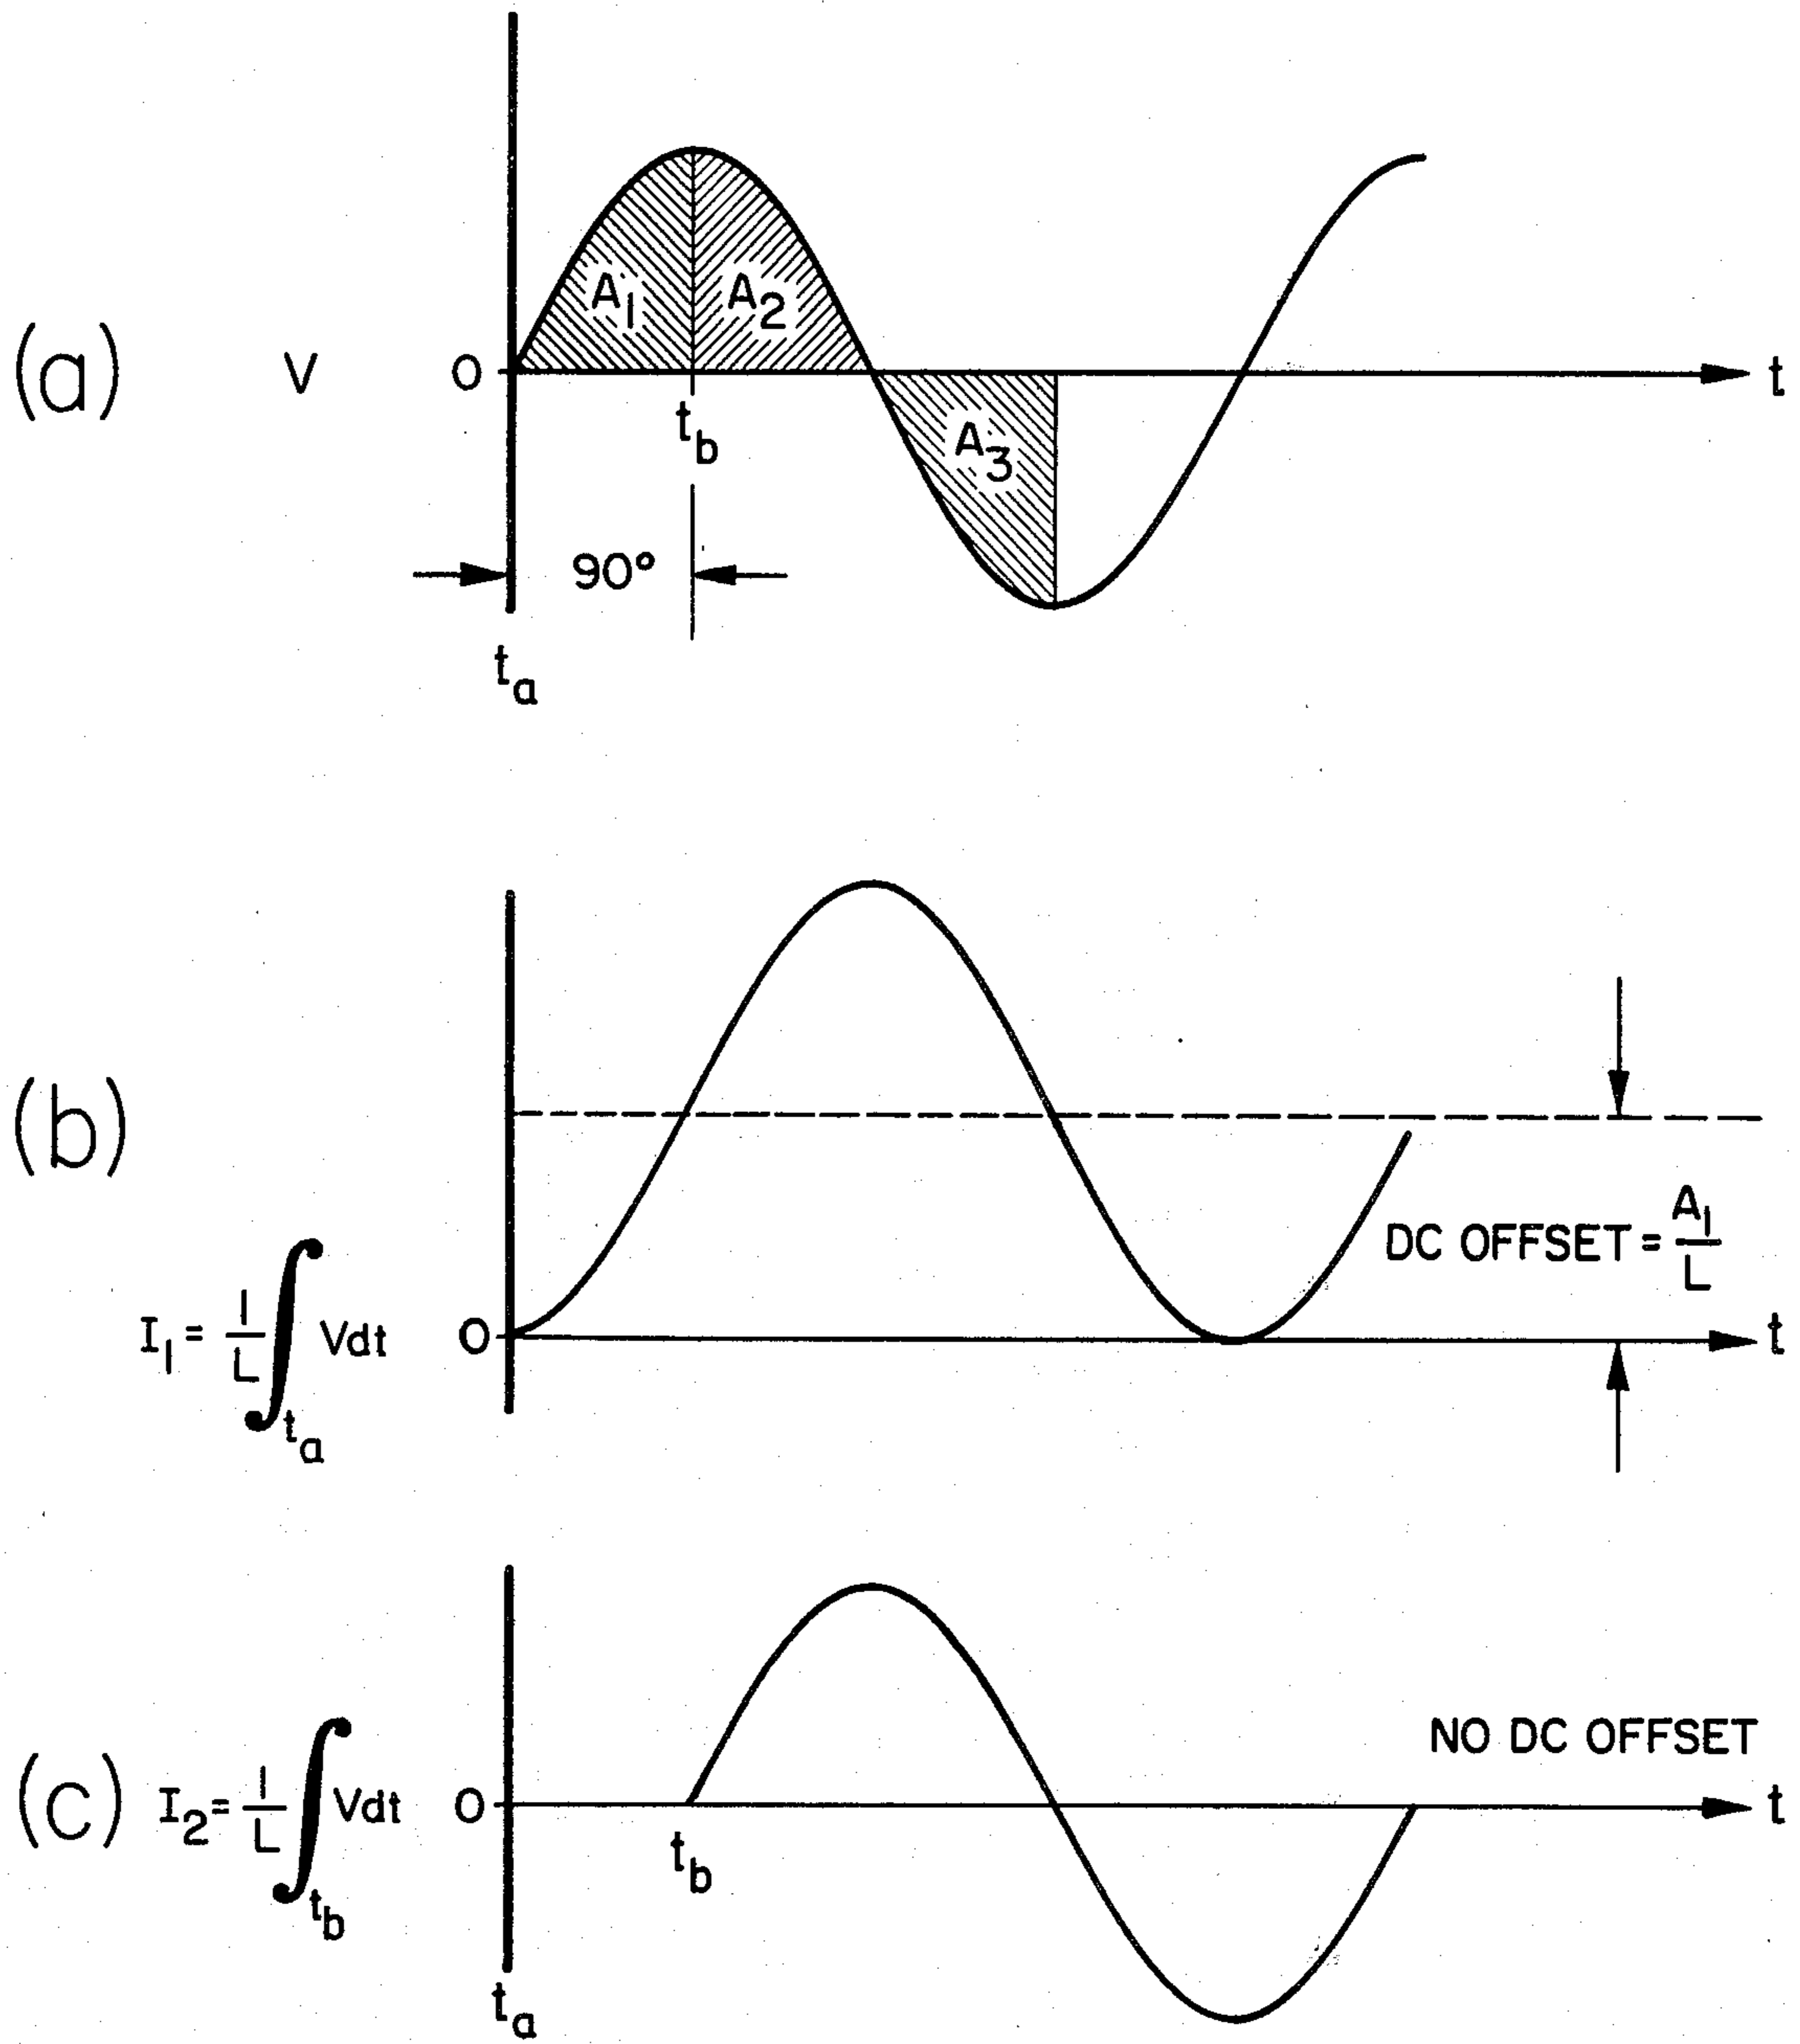 (a)
V
0
A1
A2
A3
t
tb
90°
ta
(b)
I1 = 1/L ∫ta Vdt
0
DC OFFSET = A1/L
t
(c)
I2 = 1/L ∫tb Vdt
0
NO DC OFFSET
t
tb
ta